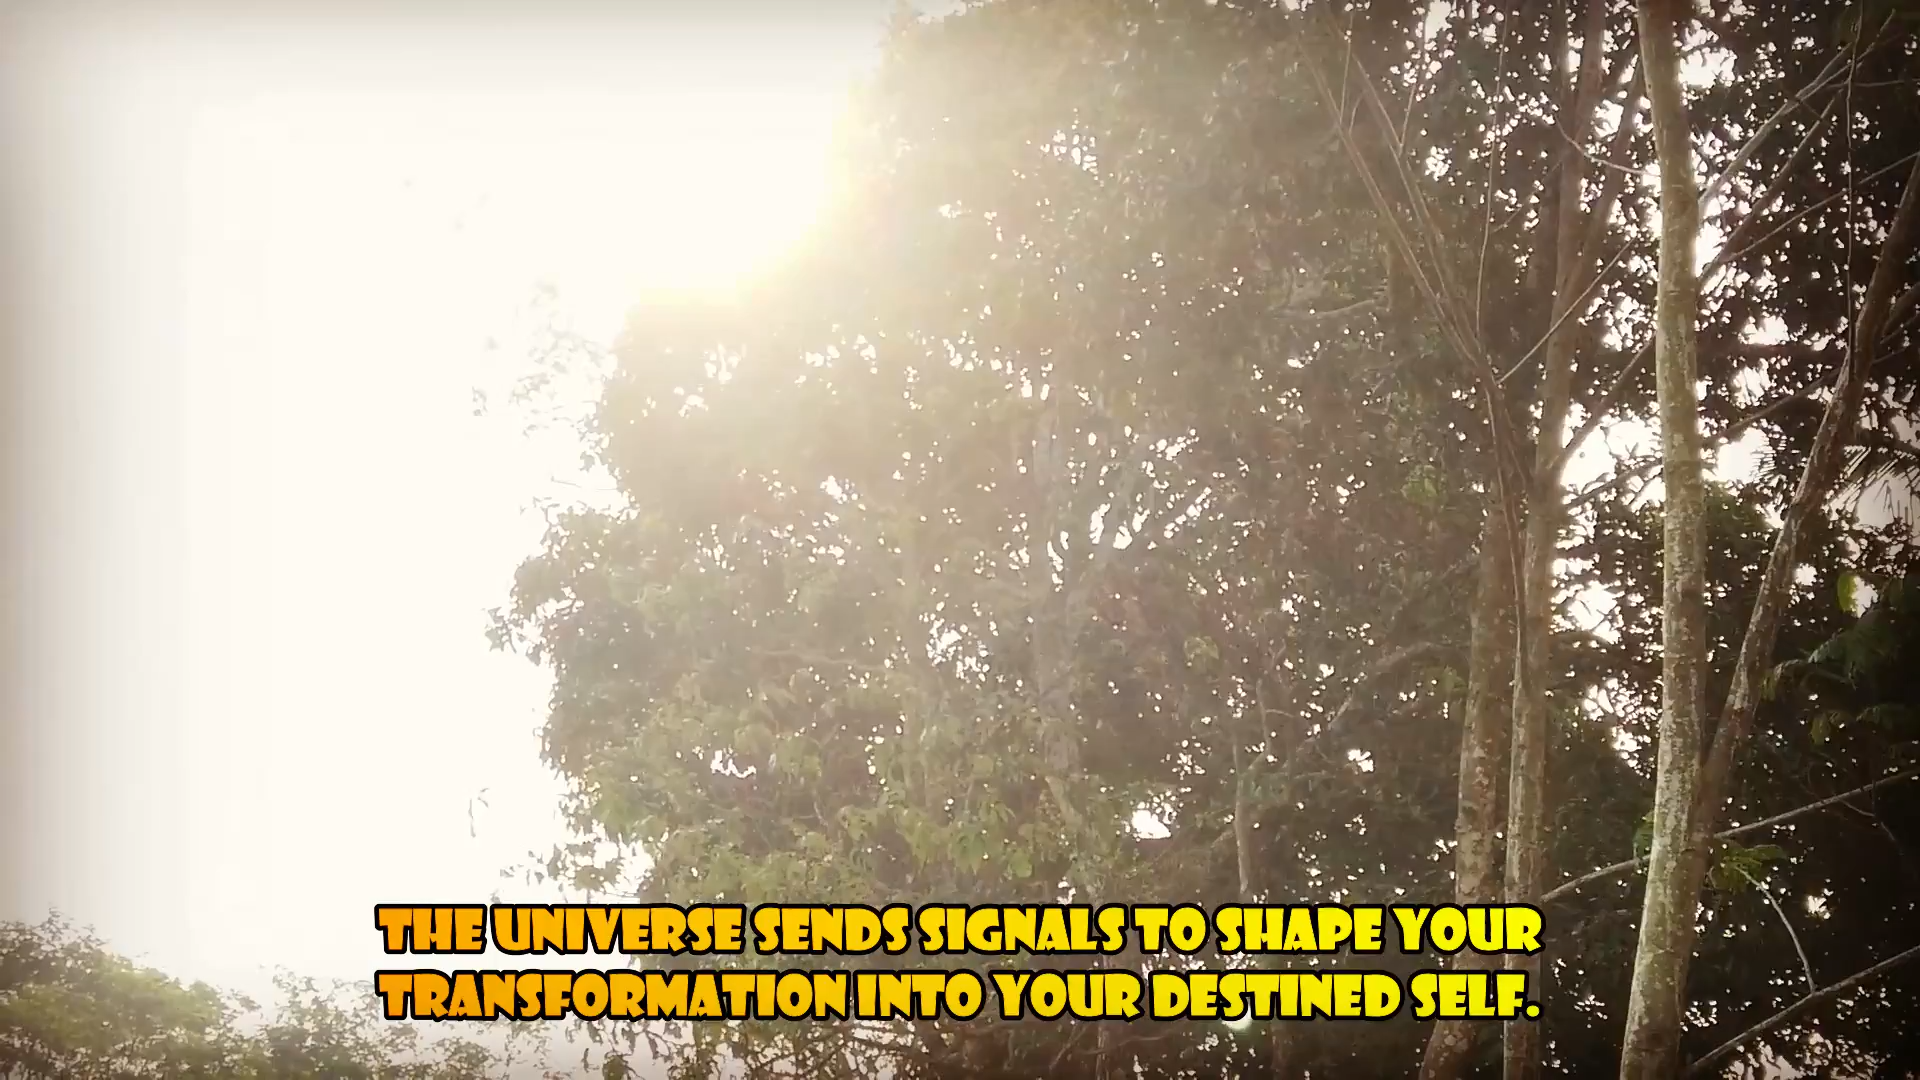 THE UNIVERSE SENDS SIGNALS TO SHAPE YOUR
TRANSFORMATION INTO YOUR DESTINED SELF.